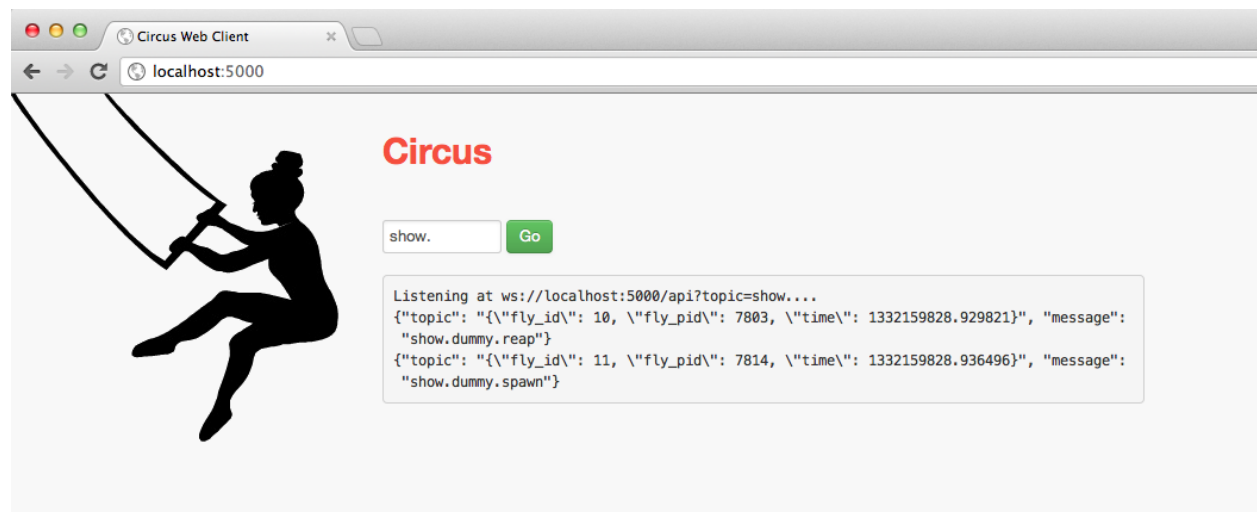 Circus Web Client
localhost:5000
Circus
show.
Go
Listening at ws://localhost:5000/api?topic=show....
{"topic": "{\"fly_id\": 10, \"fly_pid\": 7803, \"time\": 1332159828.929821}", "message":
"show.dummy.reap"}
{"topic": "{\"fly_id\": 11, \"fly_pid\": 7814, \"time\": 1332159828.936496}", "message":
"show.dummy.spawn"}